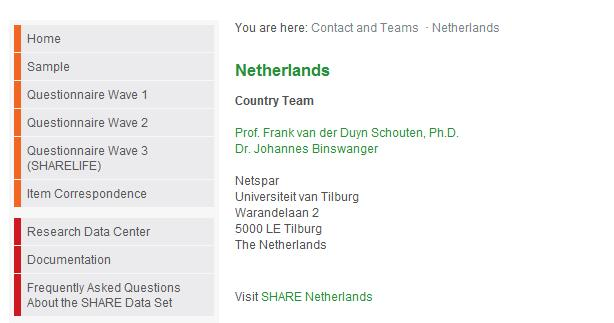 Home
Sample
Questionnaire Wave 1
Questionnaire Wave 2
Questionnaire Wave 3
(SHARELIFE)
Item Correspondence
Research Data Center
Documentation
Frequently Asked Questions
About the SHARE Data Set
You are here: Contact and Teams - Netherlands
Netherlands
Country Team
Prof. Frank van der Duyn Schouten, Ph.D.
Dr. Johannes Binswanger
Netspar
Universiteit van Tilburg
Warandelaan 2
5000 LE Tilburg
The Netherlands
Visit SHARE Netherlands